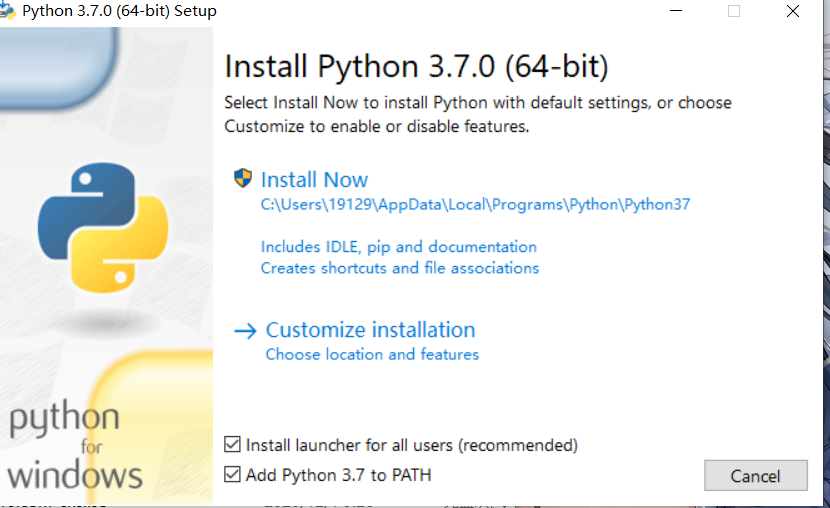 Python 3.7.0 (64-bit) Setup
Install Python 3.7.0 (64-bit)
Select Install Now to install Python with default settings, or choose
Customize to enable or disable features.
Install Now
C:\Users\19129\AppData\Local\Programs\Python\Python37
Includes IDLE, pip and documentation
Creates shortcuts and file associations
Customize installation
Choose location and features
python
for
windows
Install launcher for all users (recommended)
Add Python 3.7 to PATH
Cancel